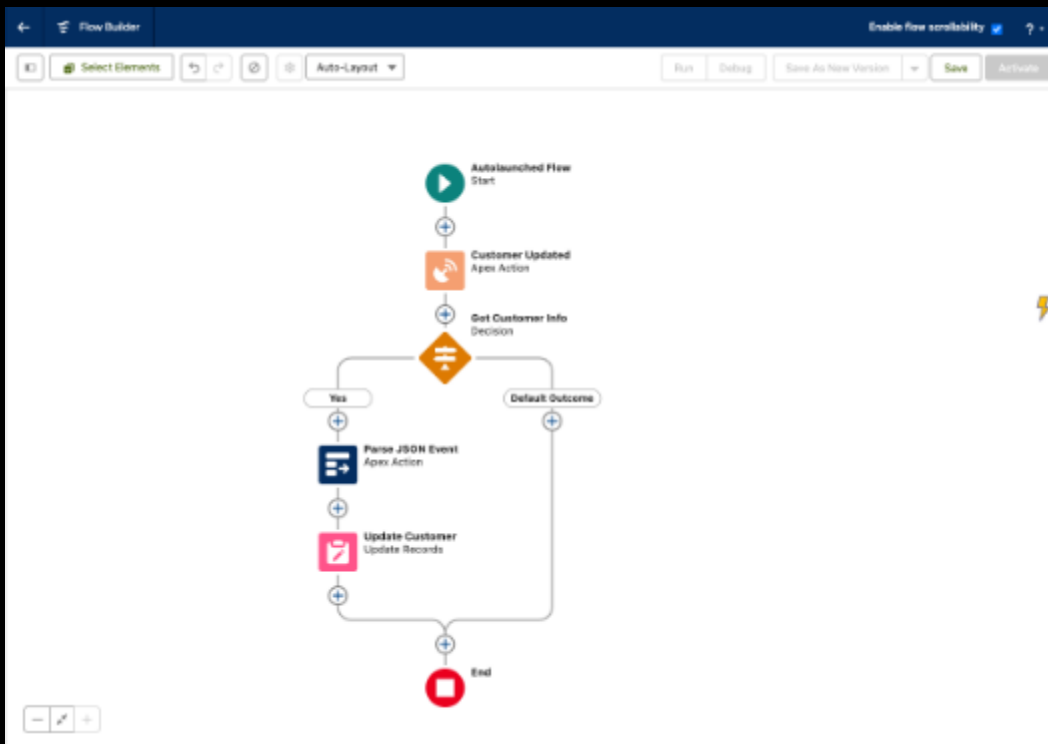 Flow Builder
Enable flow scrollability
?
Select Elements
Auto-Layout
Run
Debug
Save As New Version
Save
Activate
Autolaunched Flow
Start
Customer Updated
Apex Action
Get Customer Info
Decision
Yes
Default Outcome
Parse JSON Event
Apex Action
Update Customer
Update Records
End